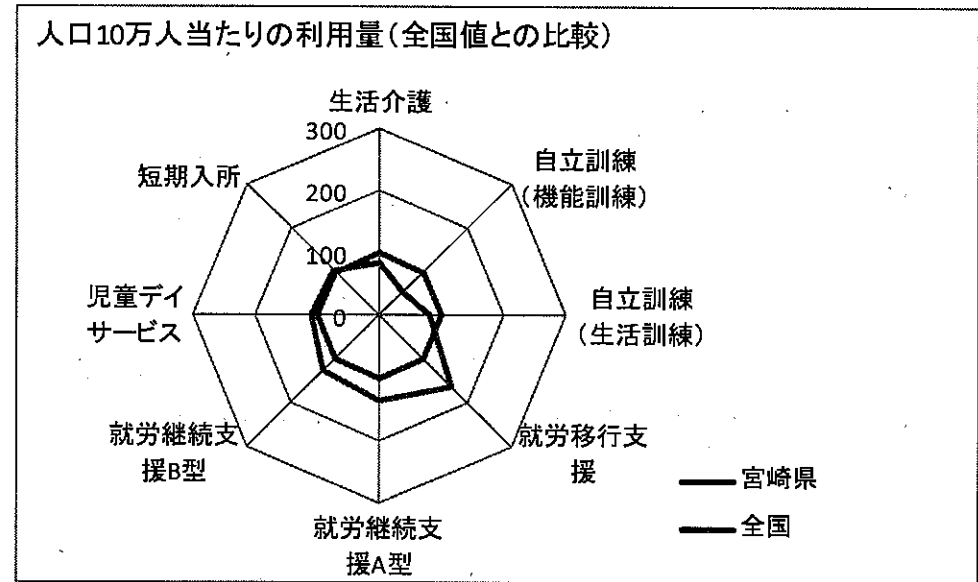 人口10万人当たりの利用量(全国値との比較)
生活介護
300
200
100
0
自立訓練
(機能訓練)
自立訓練
(生活訓練)
就労移行支
援
就労継続支
援A型
就労継続支
援B型
児童デイ
サービス
短期入所
宮崎県
全国